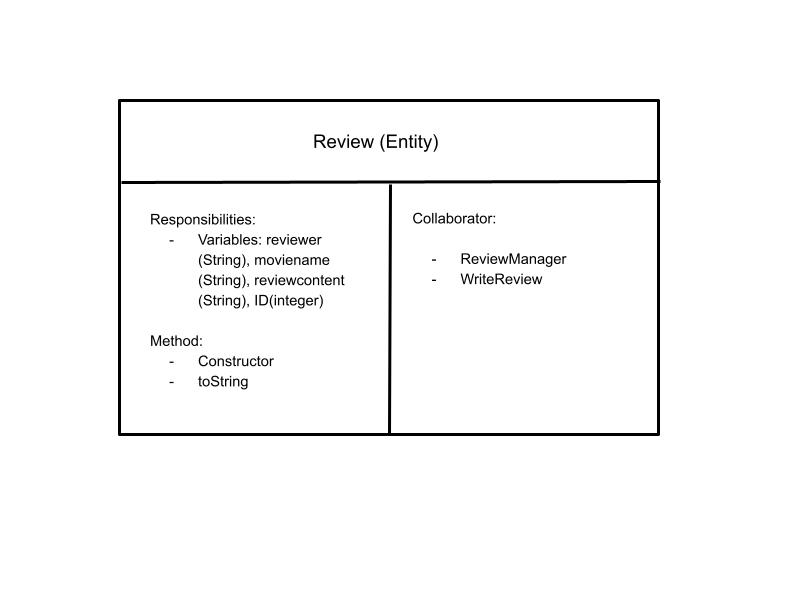 Review (Entity)
Responsibilities:
- Variables: reviewer
(String), moviename
(String), reviewcontent
(String), ID(integer)
Method:
- Constructor
- toString
Collaborator:
- ReviewManager
- WriteReview